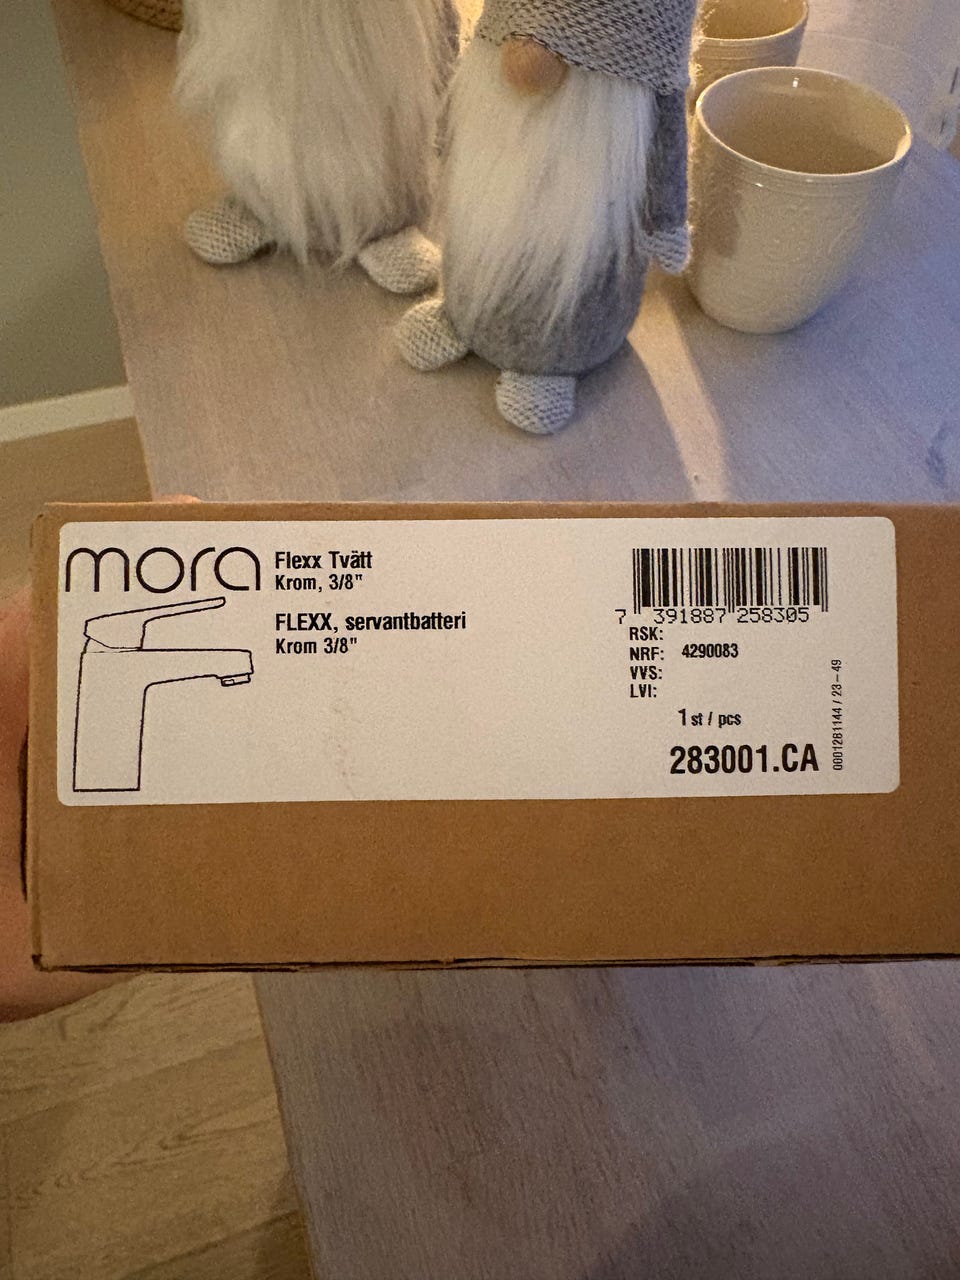 mora
Flexx Tvätt
Krom, 3/8"
FLEXX, servantbatteri
Krom 3/8"
7 391887 258305
RSK:
NRF: 4290083
VVS:
LVI:
1 st / pcs
283001.CA
0001281144 / 23-49